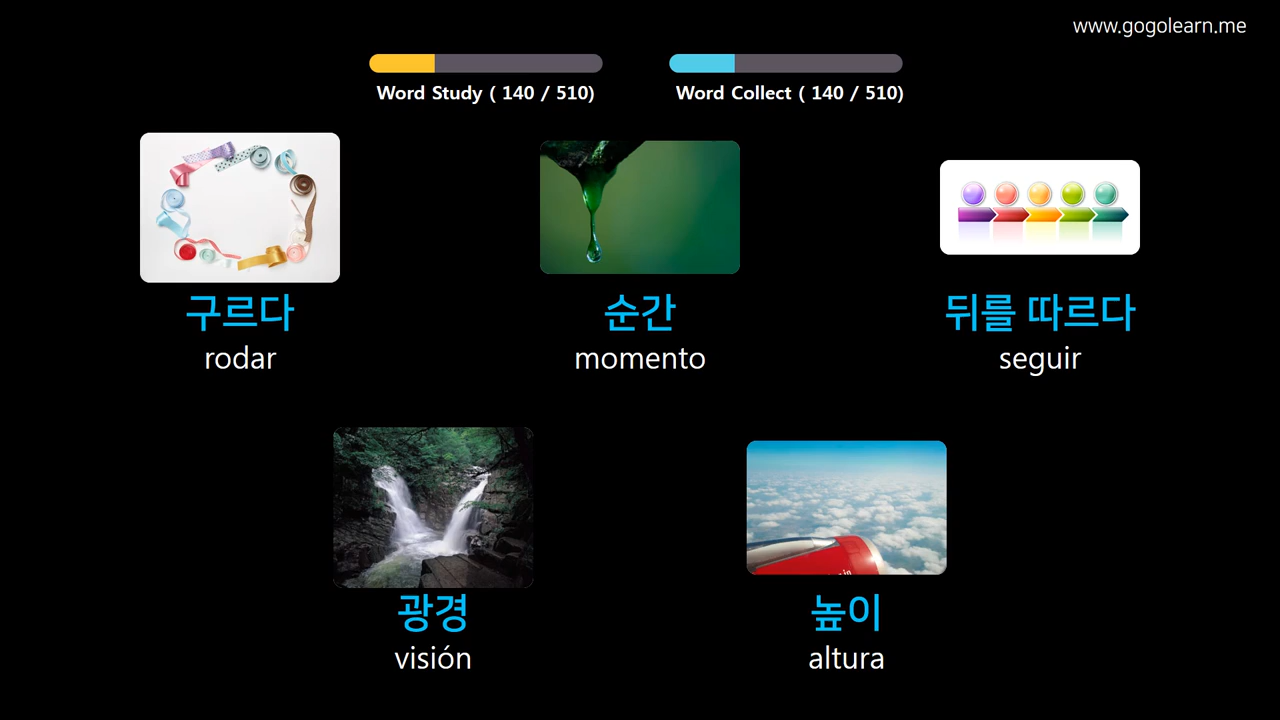 www.gogolearn.me
Word Study ( 140 / 510)
Word Collect ( 140 / 510)
구르다
rodar
순간
momento
뒤를 따르다
seguir
광경
visión
높이
altura